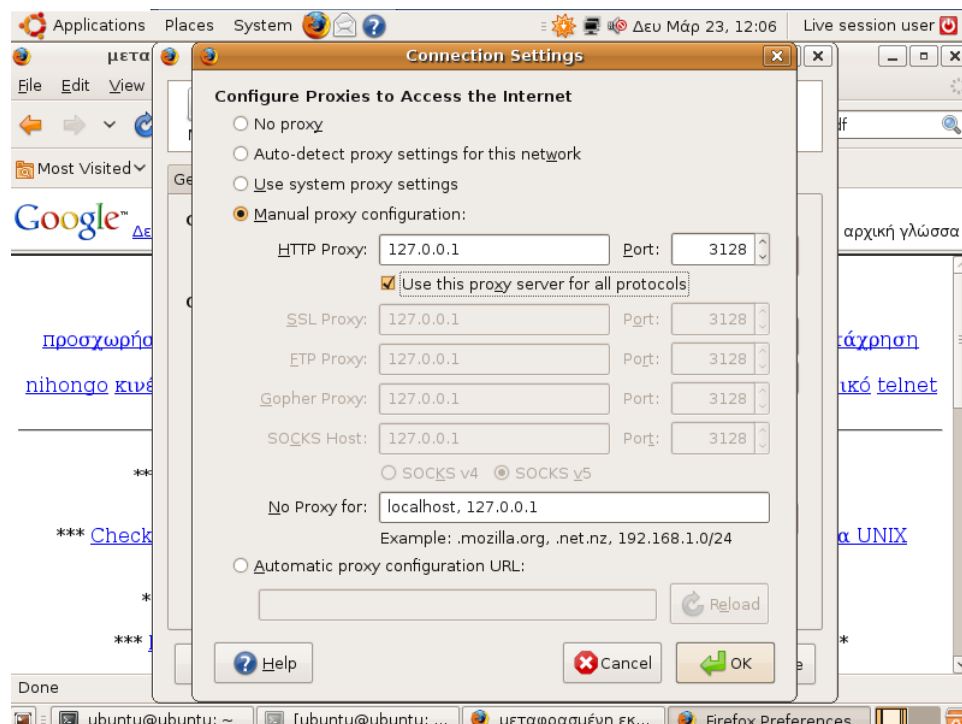 Applications Places System Δευ Μάρ 23, 12:06 Live session user
μετα Connection Settings
File Edit View
Configure Proxies to Access the Internet
No proxy
Auto-detect proxy settings for this network
Most Visited
Use system proxy settings
Google Δε Manual proxy configuration: αρχική γλώσσα
HTTP Proxy: 127.0.0.1 Port: 3128
Use this proxy server for all protocols
SSL Proxy: 127.0.0.1 Port: 3128
προσχωρήσ τάχρηση
FTP Proxy: 127.0.0.1 Port: 3128
nihongo κινέ ικό telnet
Gopher Proxy: 127.0.0.1 Port: 3128
SOCKS Host: 127.0.0.1 Port: 3128
SOCKS v4 SOCKS v5
No Proxy for: localhost, 127.0.0.1
*** Check Example: .mozilla.org, .net.nz, 192.168.1.0/24 α UNIX
Automatic proxy configuration URL:
Reload
***
Help Cancel OK
Done
ubuntu@ubuntu: ~ [ubuntu@ubuntu: ... μεταφρασμένη εκ... Firefox Preferences